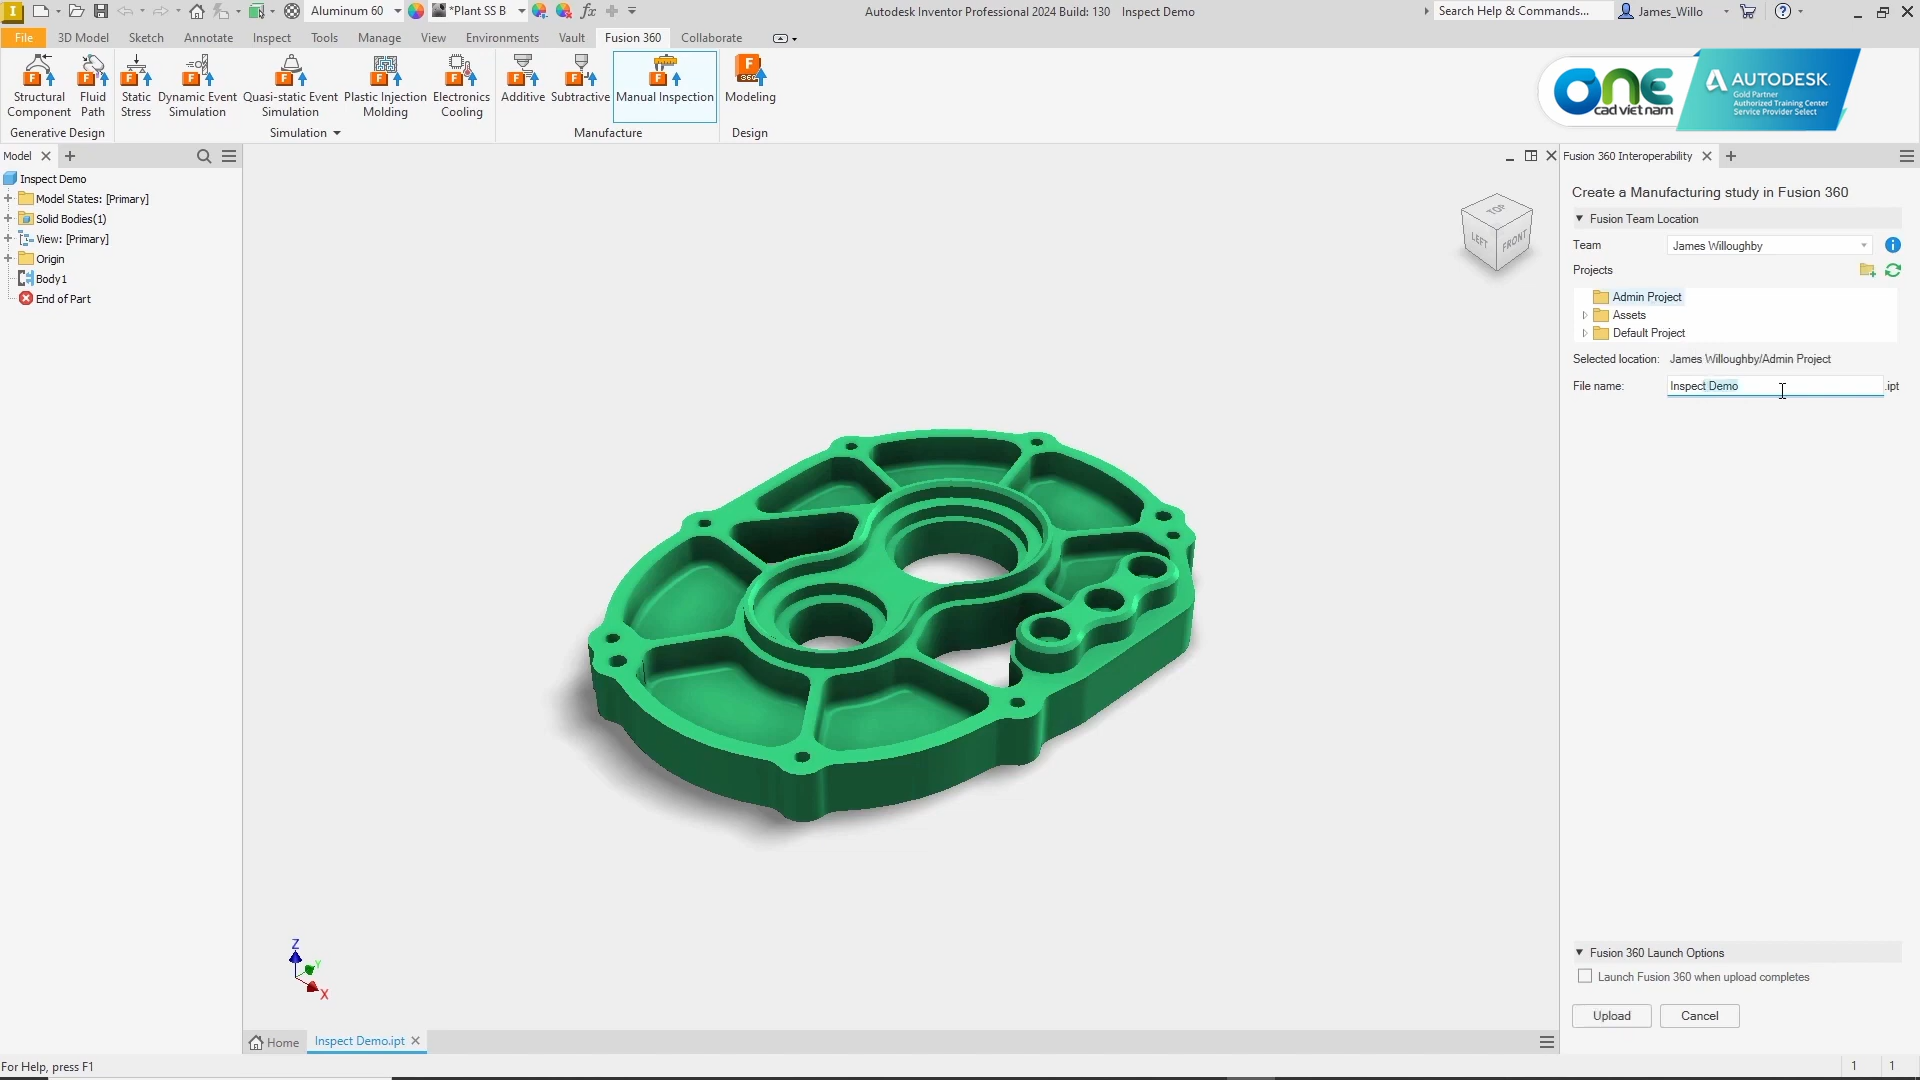 Aluminum 60
*Plant SS B
Autodesk Inventor Professional 2024 Build: 130 Inspect Demo
Search Help & Commands...
James_Willo
File 3D Model Sketch Annotate Inspect Tools Manage View Environments Vault Fusion 360 Collaborate
Structural Component
Fluid Path
Static Stress
Dynamic Event Simulation
Quasi-static Event Simulation
Plastic Injection Molding
Electronics Cooling
Additive
Subtractive
Manual Inspection
Modeling
Generative Design
Simulation
Manufacture
Design
ONE
cad viet nam
AUTODESK
Gold Partner
Authorized Training Center
Service Provider Select
Model
Inspect Demo
Model States: [Primary]
Solid Bodies(1)
View: [Primary]
Origin
Body1
End of Part
TOP
LEFT
FRONT
Z
Y
X
Fusion 360 Interoperability
Create a Manufacturing study in Fusion 360
Fusion Team Location
Team James Willoughby
Projects
Admin Project
Assets
Default Project
Selected location: James Willoughby/Admin Project
File name: Inspect Demo .ipt
Fusion 360 Launch Options
Launch Fusion 360 when upload completes
Upload Cancel
Home Inspect Demo.ipt
For Help, press F1
1 1